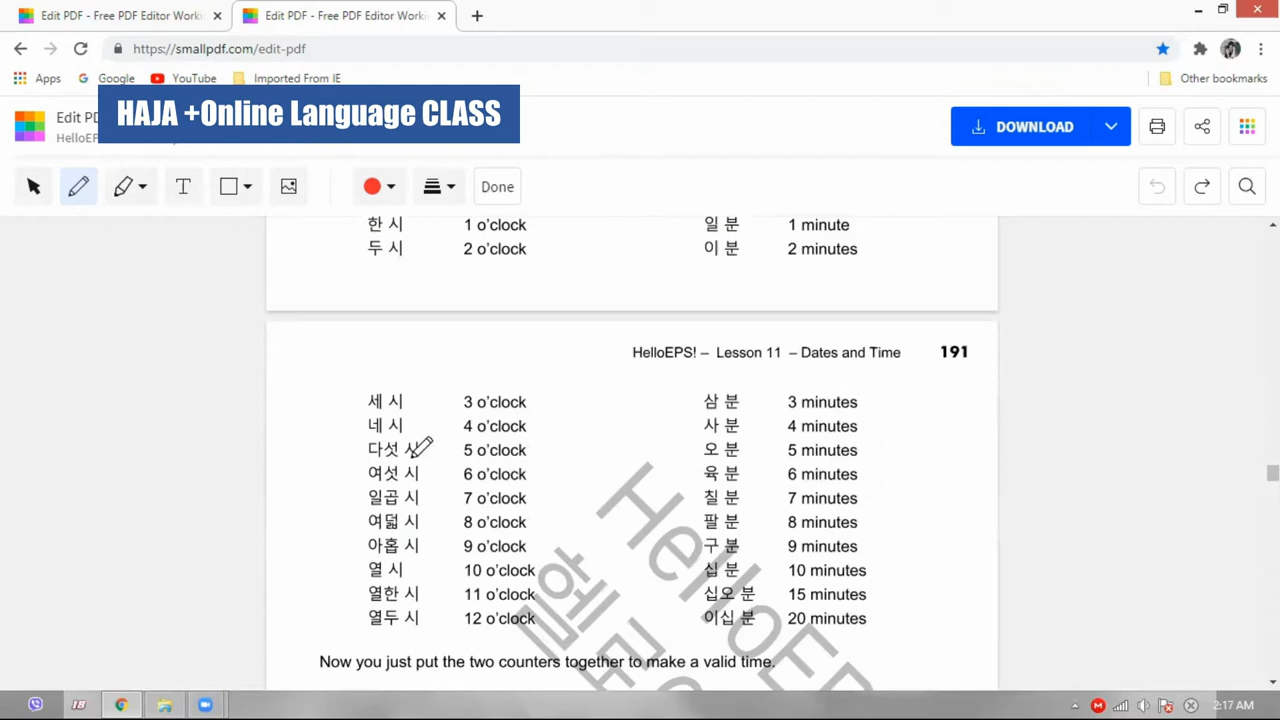 Edit PDF - Free PDF Editor Worki
Edit PDF - Free PDF Editor Worki
https://smallpdf.com/edit-pdf
Apps Google YouTube Imported From IE Other bookmarks
HAJA +Online Language CLASS
Edit PD
HelloEPS
DOWNLOAD
T Done
한 시 1 o'clock 일 분 1 minute
두 시 2 o'clock 이 분 2 minutes
HelloEPS! – Lesson 11 – Dates and Time 191
세 시 3 o'clock 삼 분 3 minutes
네 시 4 o'clock 사 분 4 minutes
다섯 시 5 o'clock 오 분 5 minutes
여섯 시 6 o'clock 육 분 6 minutes
일곱 시 7 o'clock 칠 분 7 minutes
여덟 시 8 o'clock 팔 분 8 minutes
아홉 시 9 o'clock 구 분 9 minutes
열 시 10 o'clock 십 분 10 minutes
열한 시 11 o'clock 십오 분 15 minutes
열두 시 12 o'clock 이십 분 20 minutes
HelloEP
Now you just put the two counters together to make a valid time.
18
2:17 AM